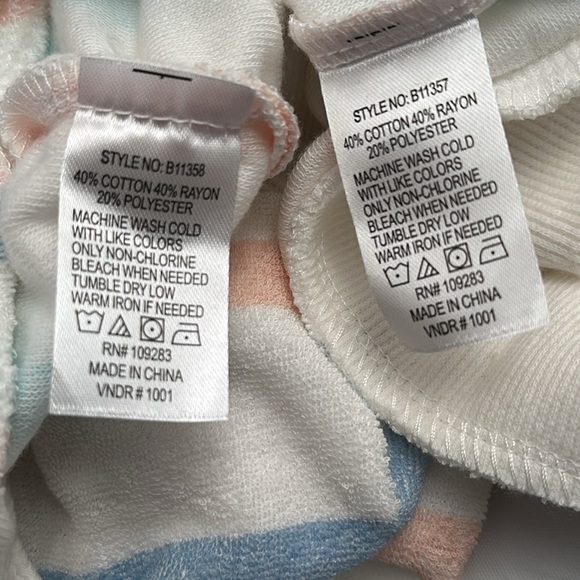 STYLE NO: B11358
40% COTTON 40% RAYON
20% POLYESTER
MACHINE WASH COLD
WITH LIKE COLORS
ONLY NON-CHLORINE
BLEACH WHEN NEEDED
TUMBLE DRY LOW
WARM IRON IF NEEDED
RN# 109283
MADE IN CHINA
VNDR # 1001
STYLE NO: B11357
40% COTTON 40% RAYON
20% POLYESTER
MACHINE WASH COLD
WITH LIKE COLORS
ONLY NON-CHLORINE
BLEACH WHEN NEEDED
TUMBLE DRY LOW
WARM IRON IF NEEDED
RN# 109283
MADE IN CHINA
VNDR # 1001